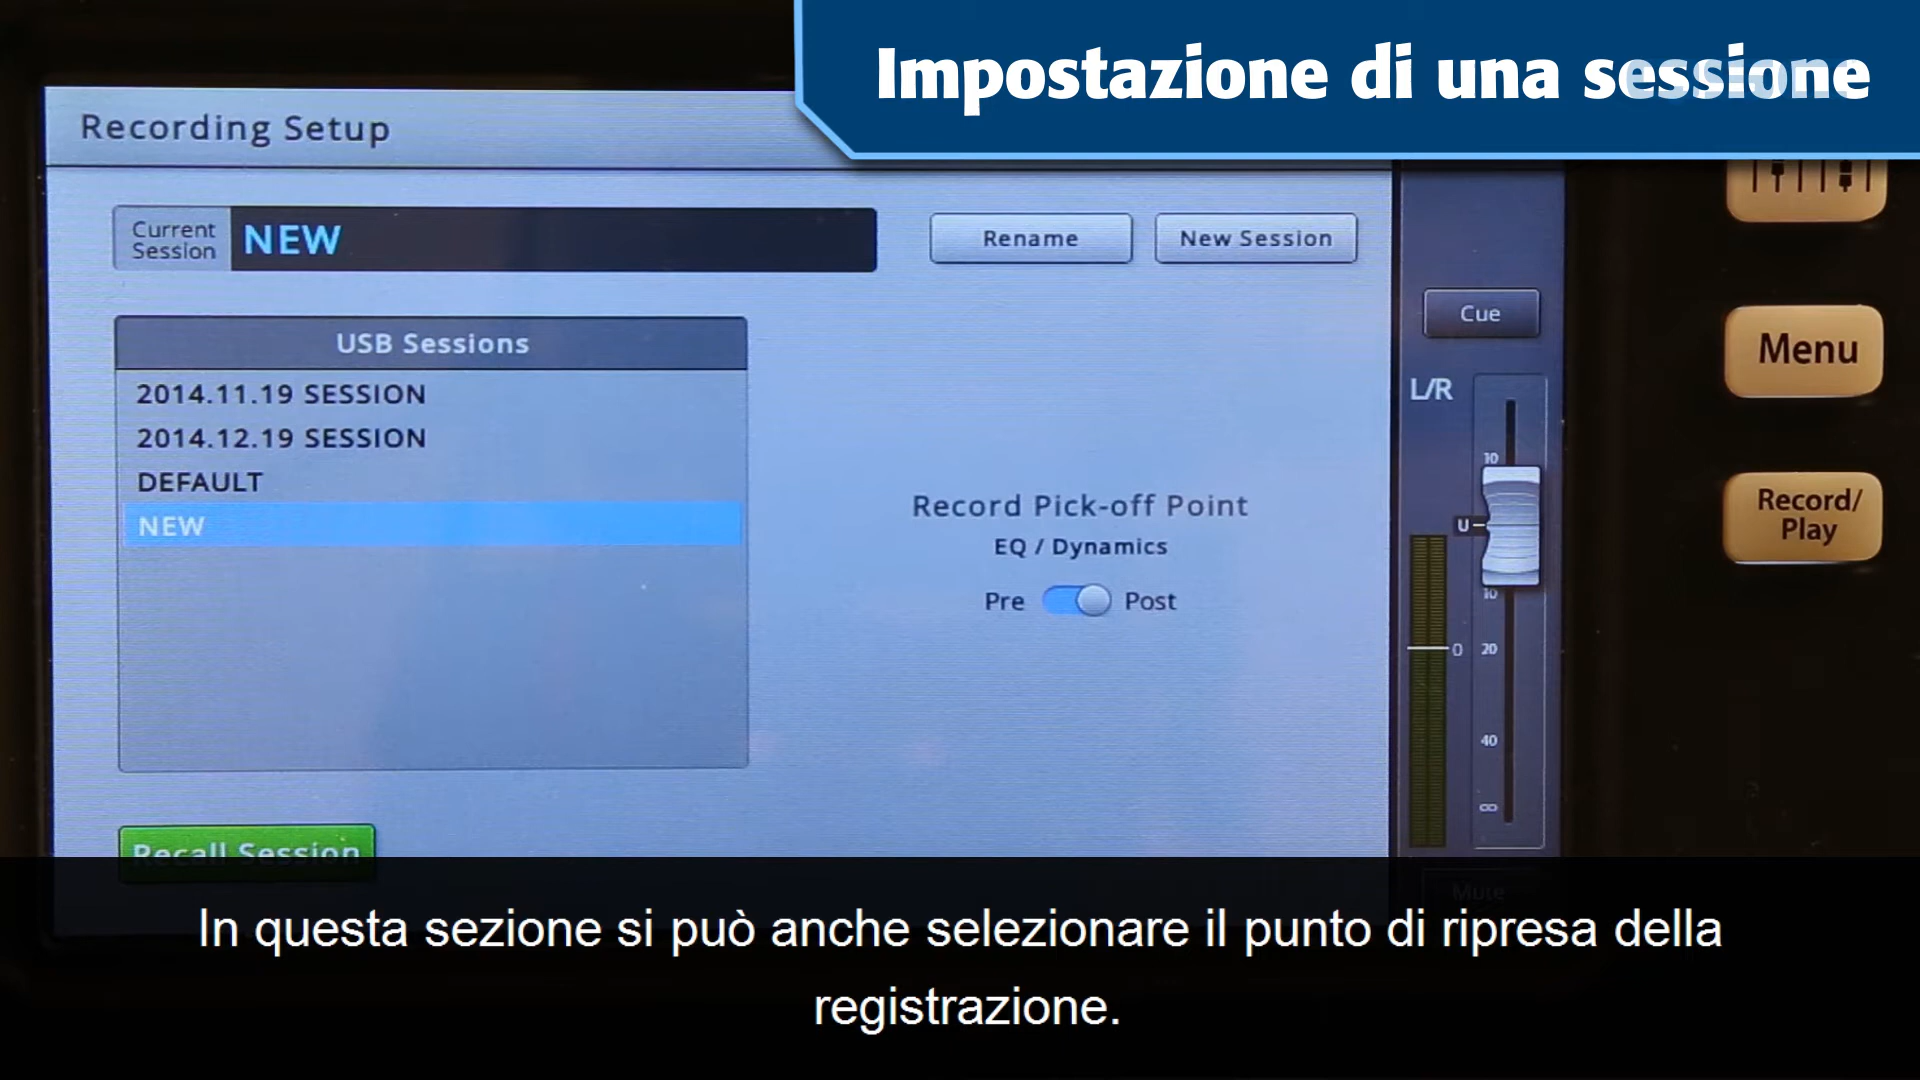 Impostazione di una sessione
Recording Setup
Current
Session
NEW
Rename
New Session
USB Sessions
2014.11.19 SESSION
2014.12.19 SESSION
DEFAULT
NEW
Record Pick-off Point
EQ / Dynamics
Pre
Post
Recall Session
Cue
L/R
10
U
10
0
20
40
∞
Mute
Menu
Record/
Play
In questa sezione si può anche selezionare il punto di ripresa della
registrazione.